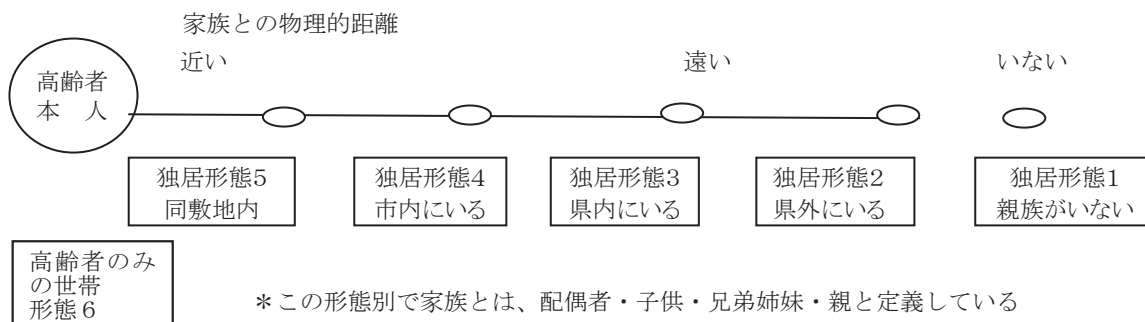 家族との物理的距離
近い
遠い
いない
高齢者
本　人
独居形態5
同敷地内
独居形態4
市内にいる
独居形態3
県内にいる
独居形態2
県外にいる
独居形態1
親族がいない
高齢者のみ
の世帯
形態６
＊この形態別で家族とは、配偶者・子供・兄弟姉妹・親と定義している